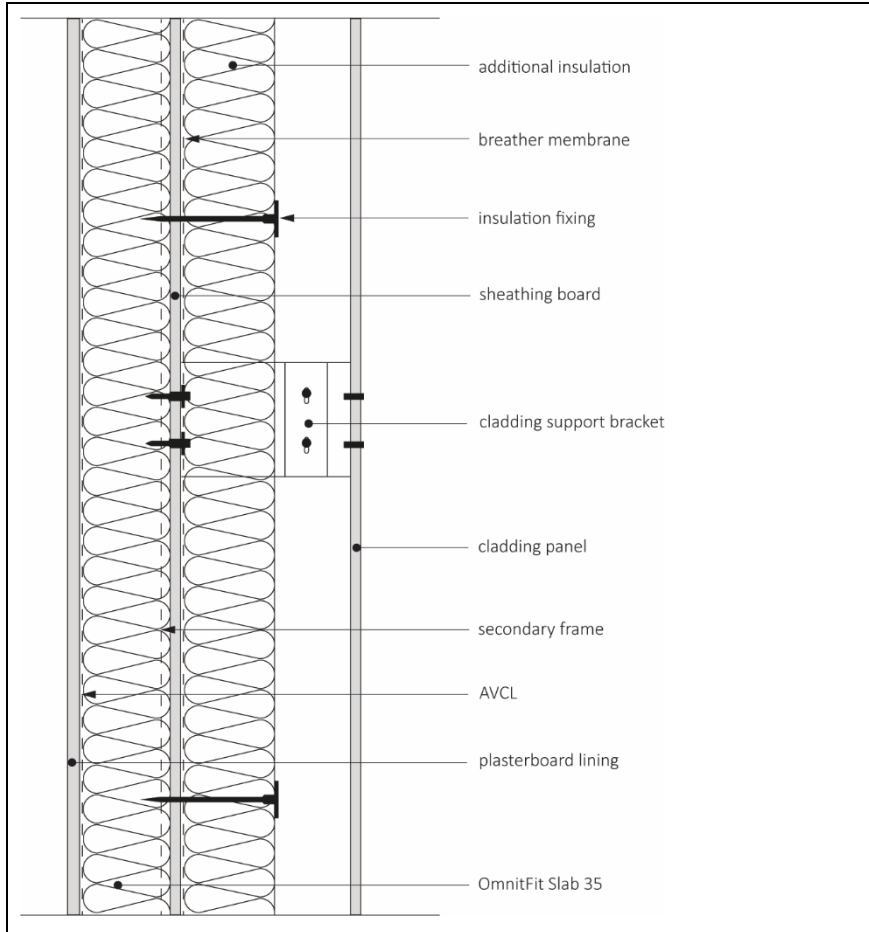 additional insulation
breather membrane
insulation fixing
sheathing board
cladding support bracket
cladding panel
secondary frame
AVCL
plasterboard lining
OmnitFit Slab 35